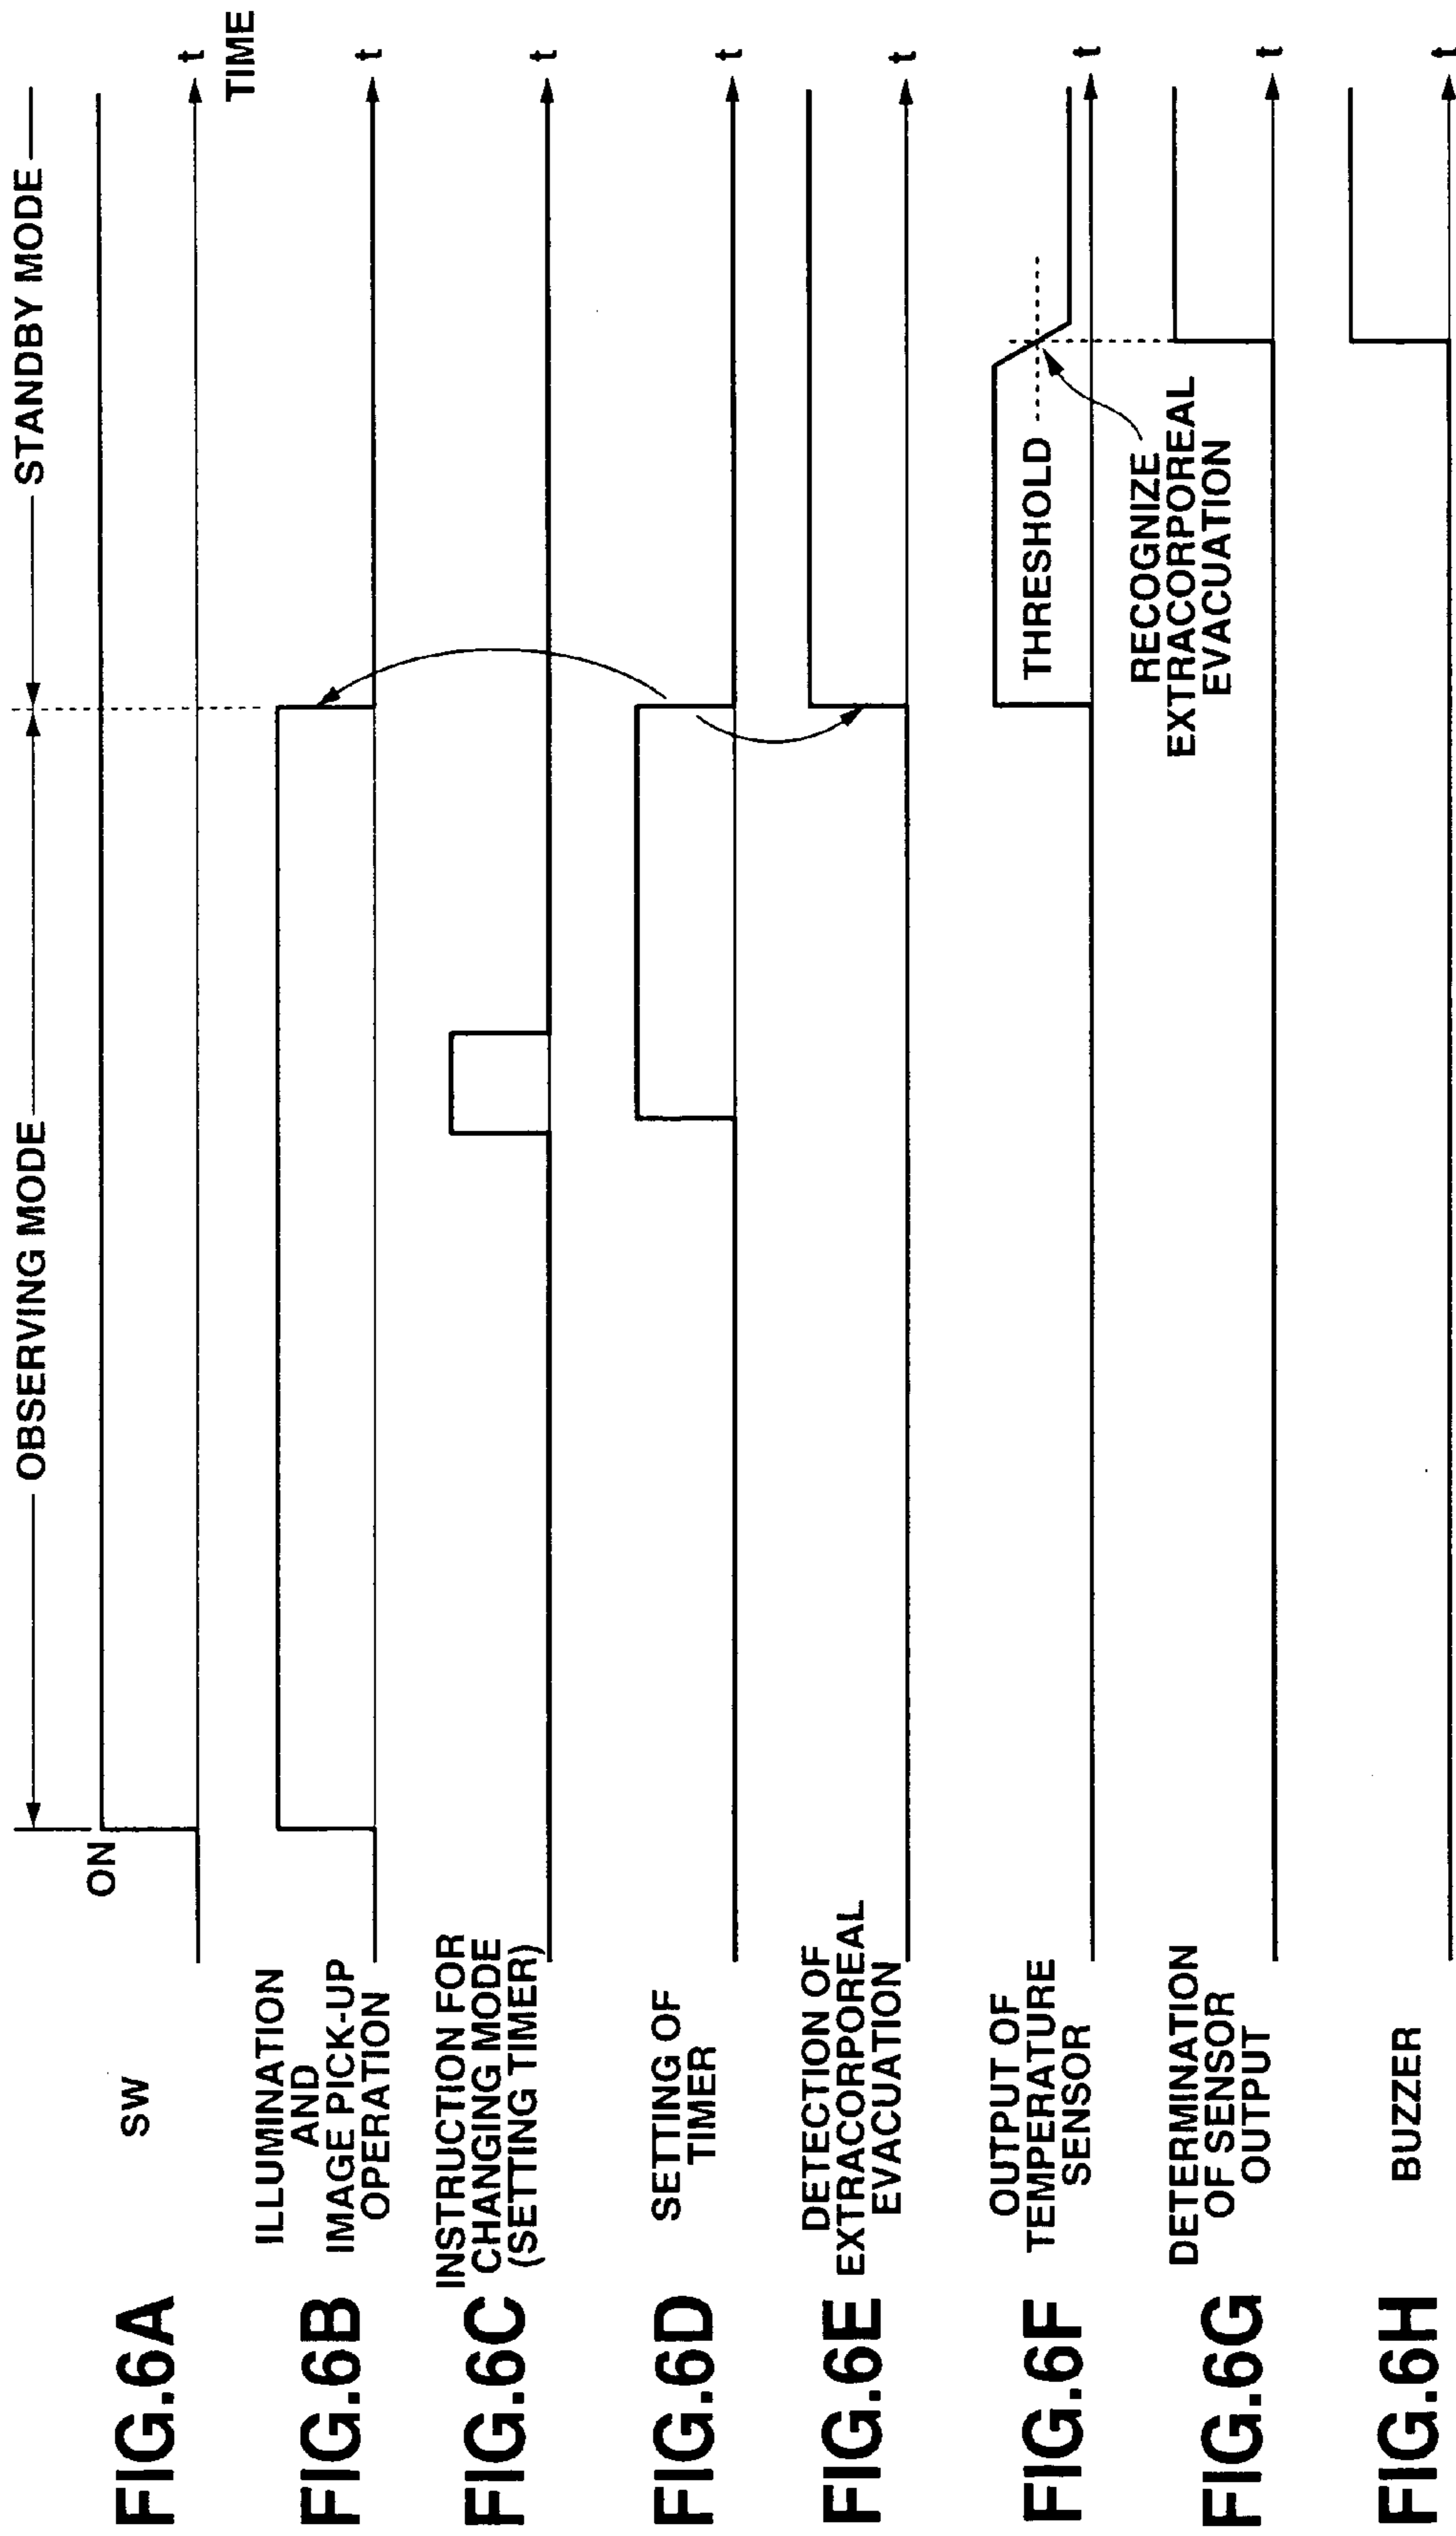 OBSERVING MODE
STANDBY MODE
FIG.6A
SW
ON
t
TIME
FIG.6B
ILLUMINATION
AND
IMAGE PICK-UP
OPERATION
t
FIG.6C
INSTRUCTION FOR
CHANGING MODE
(SETTING TIMER)
t
FIG.6D
SETTING OF
TIMER
t
FIG.6E
DETECTION OF
EXTRACORPOREAL
EVACUATION
t
FIG.6F
OUTPUT OF
TEMPERATURE
SENSOR
THRESHOLD
t
RECOGNIZE
EXTRACORPOREAL
EVACUATION
FIG.6G
DETERMINATION
OF SENSOR
OUTPUT
t
FIG.6H
BUZZER
t